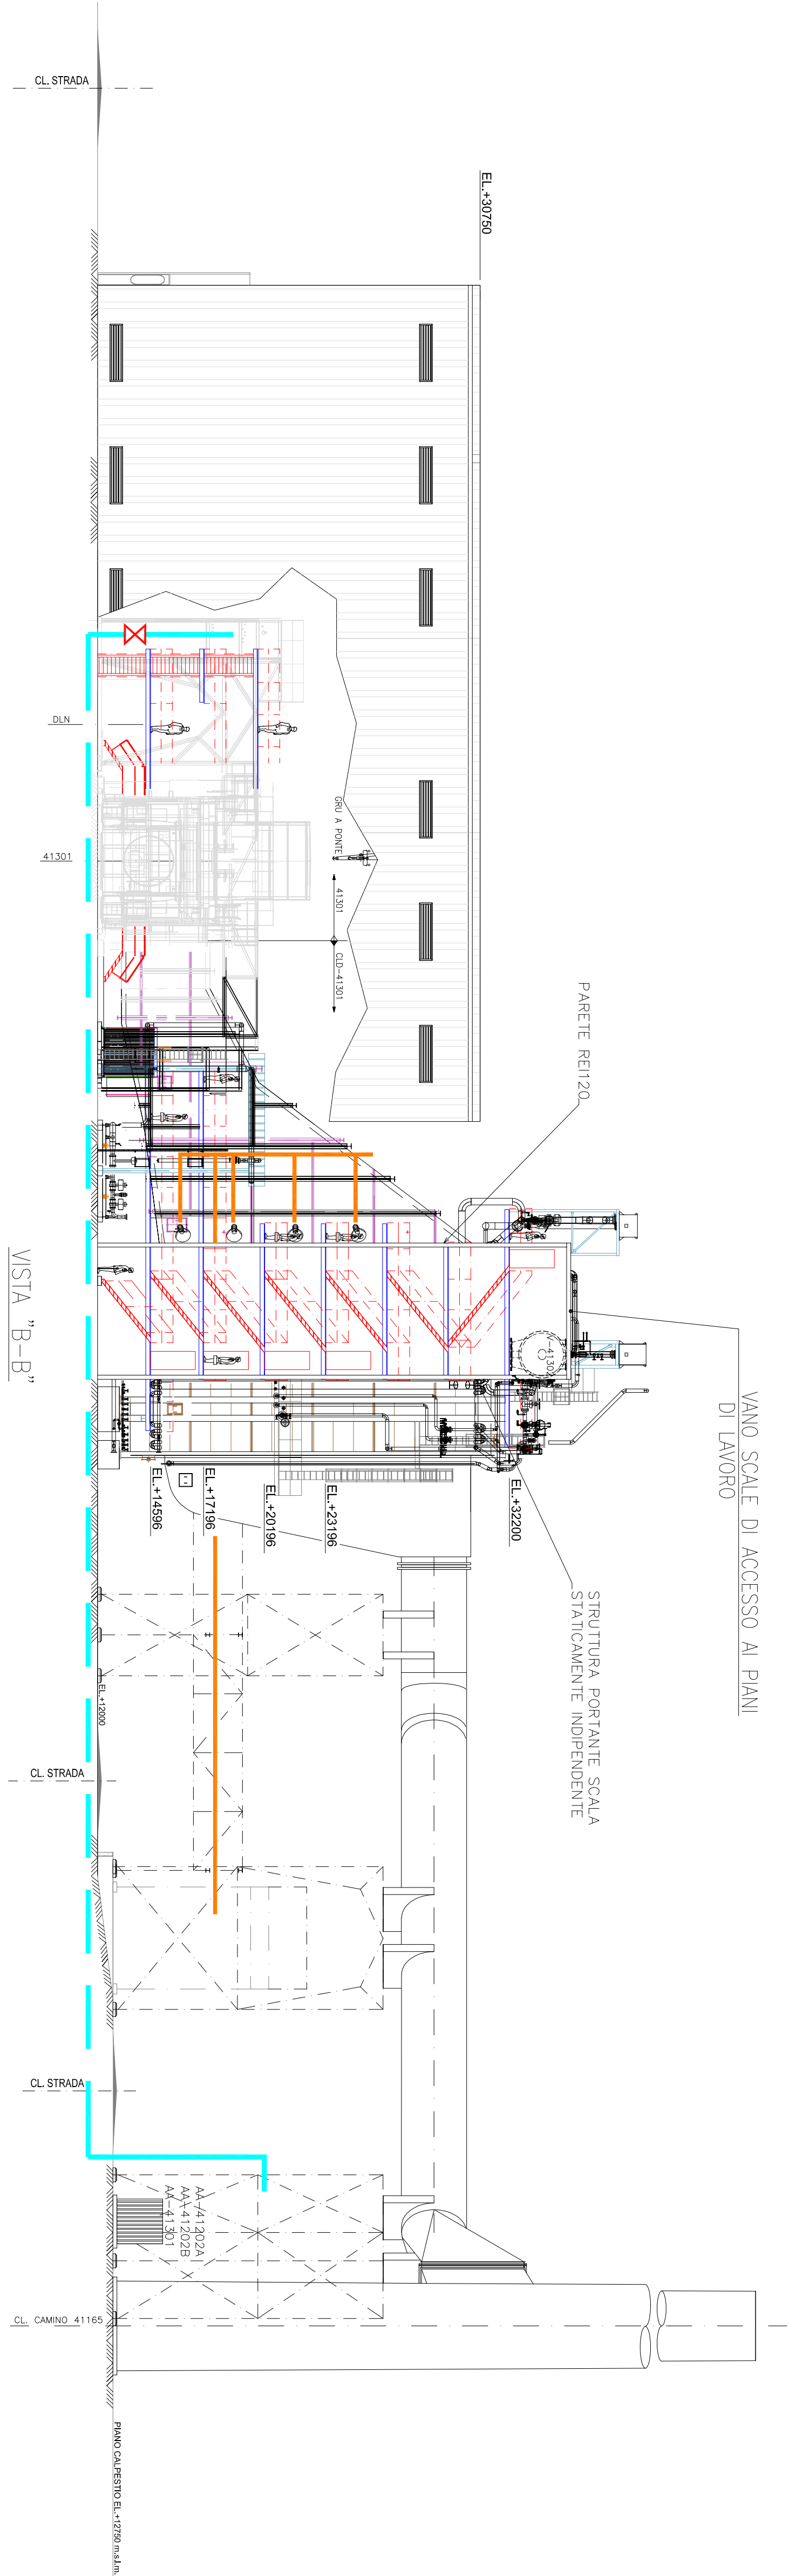 CL. STRADA
EL.+30750
DLN
41301
GRU A PONTE
41301
CLD-41301
PARETE REI120
VISTA "B-B"
VANO SCALE DI ACCESSO AI PIANI
DI LAVORO
STRUTTURA PORTANTE SCALA
STATICAMENTE INDIPENDENTE
EL.+14596
EL.+17196
EL.+20196
EL.+23196
EL.+32200
EL.+12000
CL. STRADA
CL. STRADA
AA-41202A
AA-41202B
AA-41301
CL. CAMINO 41165
PIANO CALPESTIO EL.+12750 m.s.l.m.